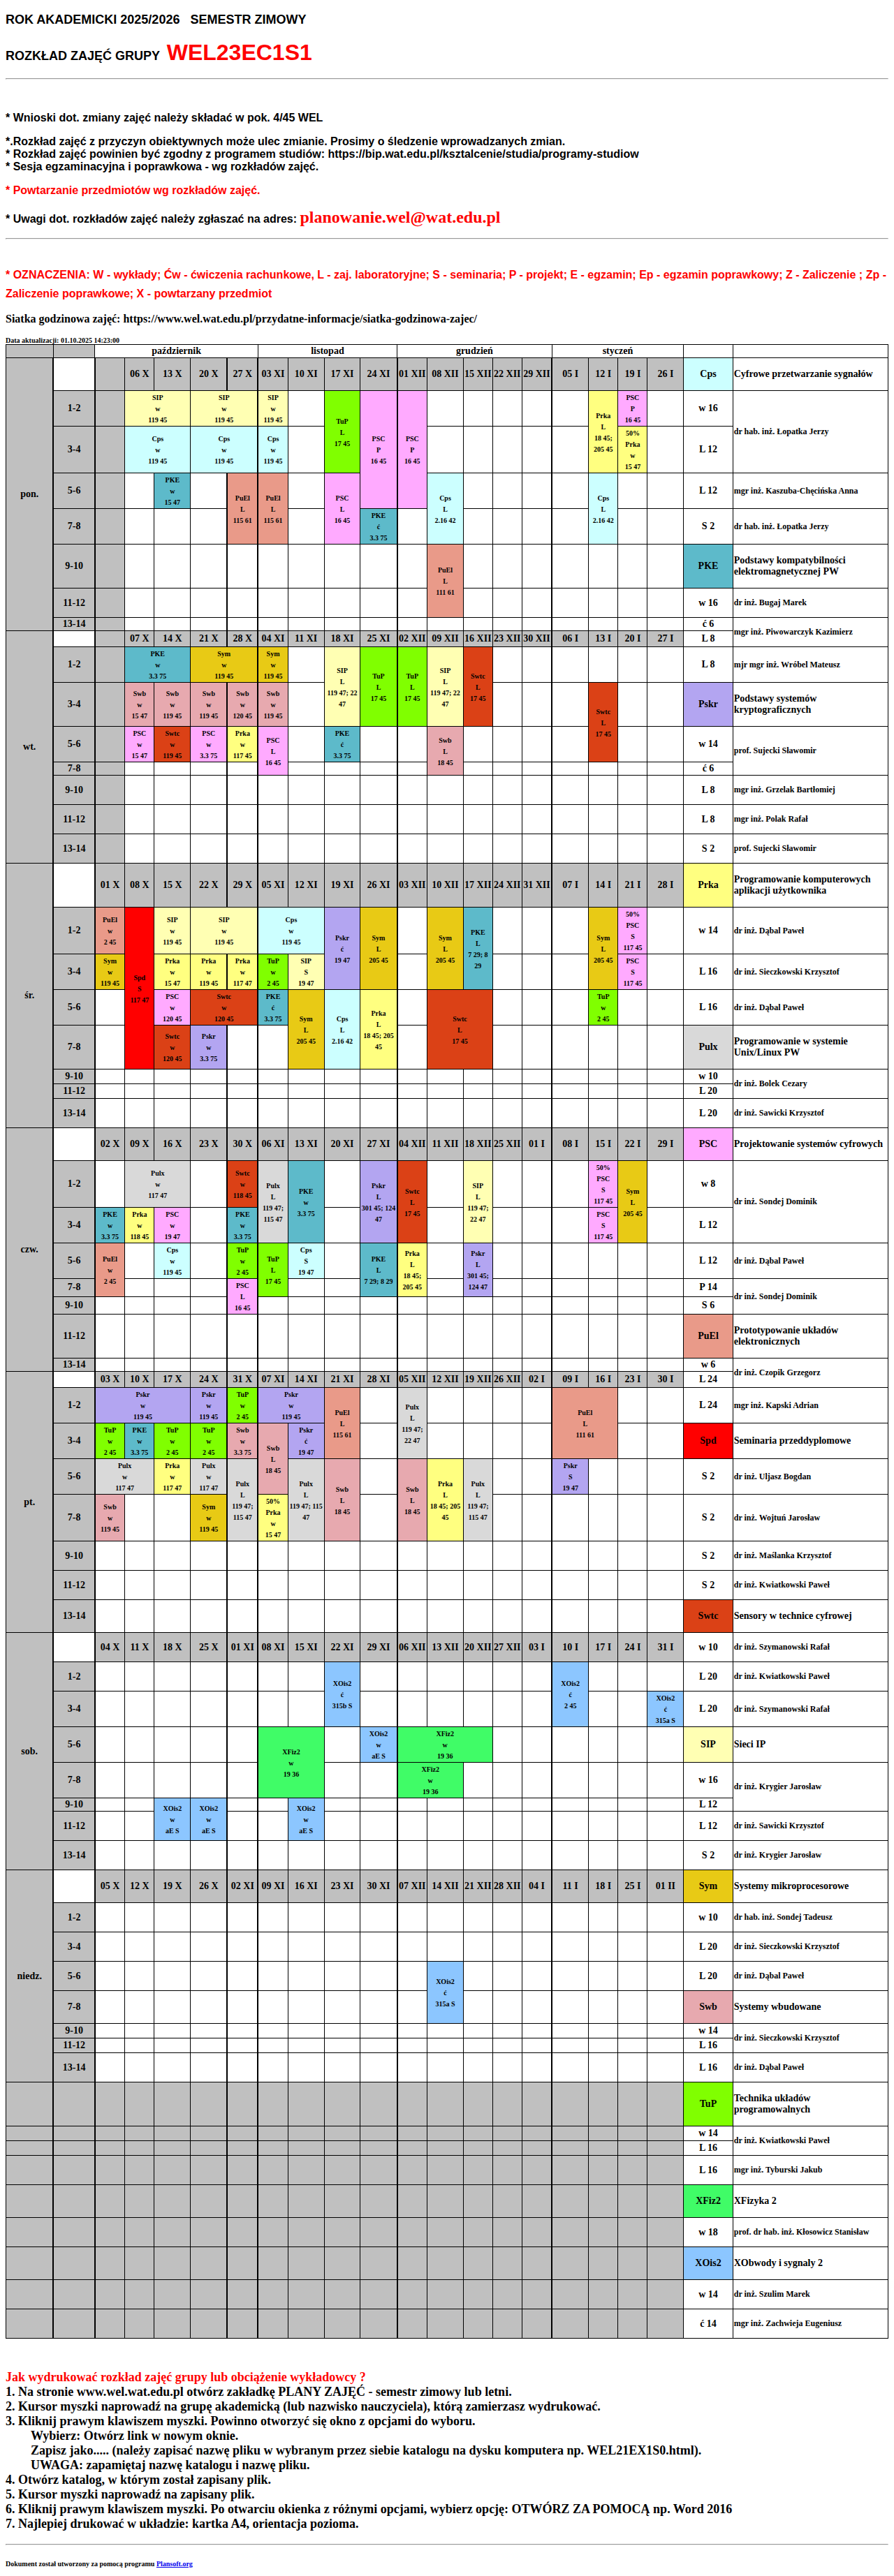 ROK AKADEMICKI 2025/2026 SEMESTR ZIMOWY
ROZKŁAD ZAJĘĆ GRUPY WEL23EC1S1
* Wnioski dot. zmiany zajęć należy składać w pok. 4/45 WEL
*.Rozkład zajęć z przyczyn obiektywnych może ulec zmianie. Prosimy o śledzenie wprowadzanych zmian.
* Rozkład zajęć powinien być zgodny z programem studiów: https://bip.wat.edu.pl/ksztalcenie/studia/programy-studiow
* Sesja egzaminacyjna i poprawkowa - wg rozkładów zajęć.
* Powtarzanie przedmiotów wg rozkładów zajęć.
* Uwagi dot. rozkładów zajęć należy zgłaszać na adres: planowanie.wel@wat.edu.pl
* OZNACZENIA: W - wykłady; Ćw - ćwiczenia rachunkowe, L - zaj. laboratoryjne; S - seminaria; P - projekt; E - egzamin; Ep - egzamin poprawkowy; Z - Zaliczenie ; Zp -
Zaliczenie poprawkowe; X - powtarzany przedmiot
Siatka godzinowa zajęć: https://www.wel.wat.edu.pl/przydatne-informacje/siatka-godzinowa-zajec/
Data aktualizacji: 01.10.2025 14:23:00
październik listopad grudzień styczeń
pon. 06 X 13 X 20 X 27 X 03 XI 10 XI 17 XI 24 XI 01 XII 08 XII 15 XII 22 XII 29 XII 05 I 12 I 19 I 26 I Cps Cyfrowe przetwarzanie sygnałów
1-2 SIP w 119 45 SIP w 119 45 SIP w 119 45 TuP L 17 45 PSC P 16 45 PSC P 16 45 Prka L 18 45; 205 45 PSC P 16 45 w 16 dr hab. inż. Łopatka Jerzy
3-4 Cps w 119 45 Cps w 119 45 Cps w 119 45 50% Prka w 15 47 L 12
5-6 PKE w 15 47 PuEl L 115 61 PuEl L 115 61 PSC L 16 45 Cps L 2.16 42 Cps L 2.16 42 L 12 mgr inż. Kaszuba-Chęcińska Anna
7-8 PKE ć 3.3 75 S 2 dr hab. inż. Łopatka Jerzy
9-10 PuEl L 111 61 PKE Podstawy kompatybilności elektromagnetycznej PW
11-12 w 16 dr inż. Bugaj Marek
13-14 ć 6 mgr inż. Piwowarczyk Kazimierz
wt. 07 X 14 X 21 X 28 X 04 XI 11 XI 18 XI 25 XI 02 XII 09 XII 16 XII 23 XII 30 XII 06 I 13 I 20 I 27 I L 8
1-2 PKE w 3.3 75 Sym w 119 45 Sym w 119 45 SIP L 119 47; 22 47 TuP L 17 45 TuP L 17 45 SIP L 119 47; 22 47 Swtc L 17 45 L 8 mjr mgr inż. Wróbel Mateusz
3-4 Swb w 15 47 Swb w 119 45 Swb w 119 45 Swb w 120 45 Swb w 119 45 Swtc L 17 45 Pskr Podstawy systemów kryptograficznych
5-6 PSC w 15 47 Swtc w 119 45 PSC w 3.3 75 Prka w 117 45 PSC L 16 45 PKE ć 3.3 75 Swb L 18 45 w 14 prof. Sujecki Sławomir
7-8 ć 6
9-10 L 8 mgr inż. Grzelak Bartłomiej
11-12 L 8 mgr inż. Polak Rafał
13-14 S 2 prof. Sujecki Sławomir
śr. 01 X 08 X 15 X 22 X 29 X 05 XI 12 XI 19 XI 26 XI 03 XII 10 XII 17 XII 24 XII 31 XII 07 I 14 I 21 I 28 I Prka Programowanie komputerowych aplikacji użytkownika
1-2 PuEl w 2 45 Spd S 117 47 SIP w 119 45 SIP w 119 45 Cps w 119 45 Pskr ć 19 47 Sym L 205 45 Sym L 205 45 PKE L 7 29; 8 29 Sym L 205 45 50% PSC S 117 45 w 14 dr inż. Dąbal Paweł
3-4 Sym w 119 45 Prka w 15 47 Prka w 119 45 Prka w 117 47 TuP w 2 45 SIP S 19 47 PSC S 117 45 L 16 dr inż. Sieczkowski Krzysztof
5-6 PSC w 120 45 Swtc w 120 45 PKE ć 3.3 75 Sym L 205 45 Cps L 2.16 42 Prka L 18 45; 205 45 Swtc L 17 45 TuP w 2 45 L 16 dr inż. Dąbal Paweł
7-8 Swtc w 120 45 Pskr w 3.3 75 Pulx Programowanie w systemie Unix/Linux PW
9-10 w 10 dr inż. Bolek Cezary
11-12 L 20
13-14 L 20 dr inż. Sawicki Krzysztof
czw. 02 X 09 X 16 X 23 X 30 X 06 XI 13 XI 20 XI 27 XI 04 XII 11 XII 18 XII 25 XII 01 I 08 I 15 I 22 I 29 I PSC Projektowanie systemów cyfrowych
1-2 Pulx w 117 47 Swtc w 118 45 Pulx L 119 47; 115 47 PKE w 3.3 75 Pskr L 301 45; 124 47 Swtc L 17 45 SIP L 119 47; 22 47 50% PSC S 117 45 Sym L 205 45 w 8 dr inż. Sondej Dominik
3-4 PKE w 3.3 75 Prka w 118 45 PSC w 19 47 PKE w 3.3 75 PSC S 117 45 L 12
5-6 PuEl w 2 45 Cps w 119 45 TuP w 2 45 TuP L 17 45 Cps S 19 47 PKE L 7 29; 8 29 Prka L 18 45; 205 45 Pskr L 301 45; 124 47 L 12 dr inż. Dąbal Paweł
7-8 PSC L 16 45 P 14 dr inż. Sondej Dominik
9-10 S 6
11-12 PuEl Prototypowanie układów elektronicznych
13-14 w 6 dr inż. Czopik Grzegorz
pt. 03 X 10 X 17 X 24 X 31 X 07 XI 14 XI 21 XI 28 XI 05 XII 12 XII 19 XII 26 XII 02 I 09 I 16 I 23 I 30 I L 24
1-2 Pskr w 119 45 Pskr w 119 45 TuP w 2 45 Pskr w 119 45 PuEl L 115 61 Pulx L 119 47; 22 47 PuEl L 111 61 L 24 mgr inż. Kapski Adrian
3-4 TuP w 2 45 PKE w 3.3 75 TuP w 2 45 TuP w 2 45 Swb w 3.3 75 Swb L 18 45 Pskr ć 19 47 Spd Seminaria przeddyplomowe
5-6 Pulx w 117 47 Prka w 117 47 Pulx w 117 47 Pulx L 119 47; 115 47 Pulx L 119 47; 115 47 Swb L 18 45 Swb L 18 45 Prka L 18 45; 205 45 Pulx L 119 47; 115 47 Pskr S 19 47 S 2 dr inż. Uljasz Bogdan
7-8 Swb w 119 45 Sym w 119 45 50% Prka w 15 47 S 2 dr inż. Wojtuń Jarosław
9-10 S 2 dr inż. Maślanka Krzysztof
11-12 S 2 dr inż. Kwiatkowski Paweł
13-14 Swtc Sensory w technice cyfrowej
sob. 04 X 11 X 18 X 25 X 01 XI 08 XI 15 XI 22 XI 29 XI 06 XII 13 XII 20 XII 27 XII 03 I 10 I 17 I 24 I 31 I w 10 dr inż. Szymanowski Rafał
1-2 XOis2 ć 315b S XOis2 ć 2 45 L 20 dr inż. Kwiatkowski Paweł
3-4 XOis2 ć 315a S L 20 dr inż. Szymanowski Rafał
5-6 XFiz2 w 19 36 XOis2 w aE S XFiz2 w 19 36 SIP Sieci IP
7-8 XFiz2 w 19 36 w 16 dr inż. Krygier Jarosław
9-10 XOis2 w aE S XOis2 w aE S XOis2 w aE S L 12
11-12 L 12 dr inż. Sawicki Krzysztof
13-14 S 2 dr inż. Krygier Jarosław
niedz. 05 X 12 X 19 X 26 X 02 XI 09 XI 16 XI 23 XI 30 XI 07 XII 14 XII 21 XII 28 XII 04 I 11 I 18 I 25 I 01 II Sym Systemy mikroprocesorowe
1-2 w 10 dr hab. inż. Sondej Tadeusz
3-4 L 20 dr inż. Sieczkowski Krzysztof
5-6 XOis2 ć 315a S L 20 dr inż. Dąbal Paweł
7-8 Swb Systemy wbudowane
9-10 w 14 dr inż. Sieczkowski Krzysztof
11-12 L 16
13-14 L 16 dr inż. Dąbal Paweł
TuP Technika układów programowalnych
w 14 dr inż. Kwiatkowski Paweł
L 16
L 16 mgr inż. Tyburski Jakub
XFiz2 XFizyka 2
w 18 prof. dr hab. inż. Kłosowicz Stanisław
XOis2 XObwody i sygnały 2
w 14 dr inż. Szulim Marek
ć 14 mgr inż. Zachwieja Eugeniusz
Jak wydrukować rozkład zajęć grupy lub obciążenie wykładowcy ?
1. Na stronie www.wel.wat.edu.pl otwórz zakładkę PLANY ZAJĘĆ - semestr zimowy lub letni.
2. Kursor myszki naprowadź na grupę akademicką (lub nazwisko nauczyciela), którą zamierzasz wydrukować.
3. Kliknij prawym klawiszem myszki. Powinno otworzyć się okno z opcjami do wyboru.
Wybierz: Otwórz link w nowym oknie.
Zapisz jako..... (należy zapisać nazwę pliku w wybranym przez siebie katalogu na dysku komputera np. WEL21EX1S0.html).
UWAGA: zapamiętaj nazwę katalogu i nazwę pliku.
4. Otwórz katalog, w którym został zapisany plik.
5. Kursor myszki naprowadź na zapisany plik.
6. Kliknij prawym klawiszem myszki. Po otwarciu okienka z różnymi opcjami, wybierz opcję: OTWÓRZ ZA POMOCĄ np. Word 2016
7. Najlepiej drukować w układzie: kartka A4, orientacja pozioma.
Dokument został utworzony za pomocą programu Plansoft.org